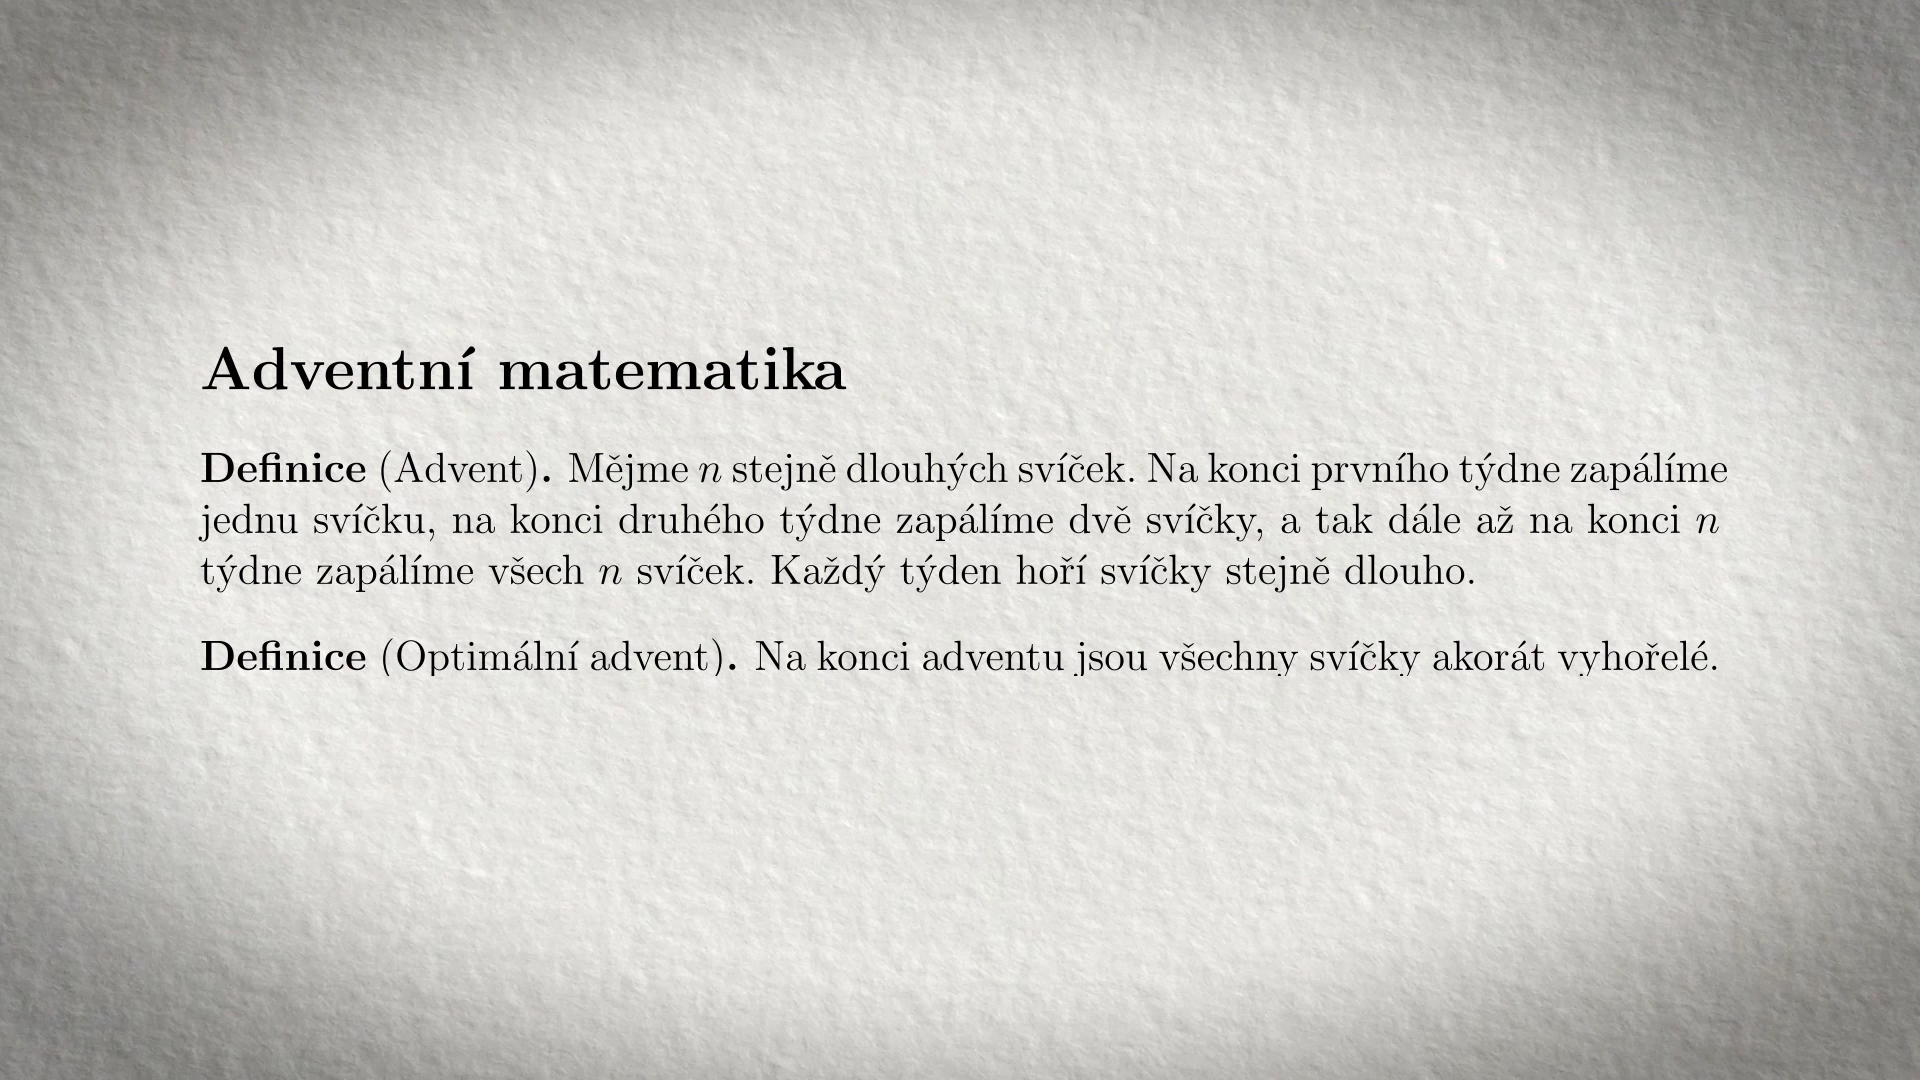 Adventní matematika
Definice (Advent). Mějme n stejně dlouhých svíček. Na konci prvního týdne zapálíme
jednu svíčku, na konci druhého týdne zapálíme dvě svíčky, a tak dále až na konci n
týdne zapálíme všech n svíček. Každý týden hoří svíčky stejně dlouho.
Definice (Optimální advent). Na konci adventu jsou všechny svíčky akorát vyhořelé.